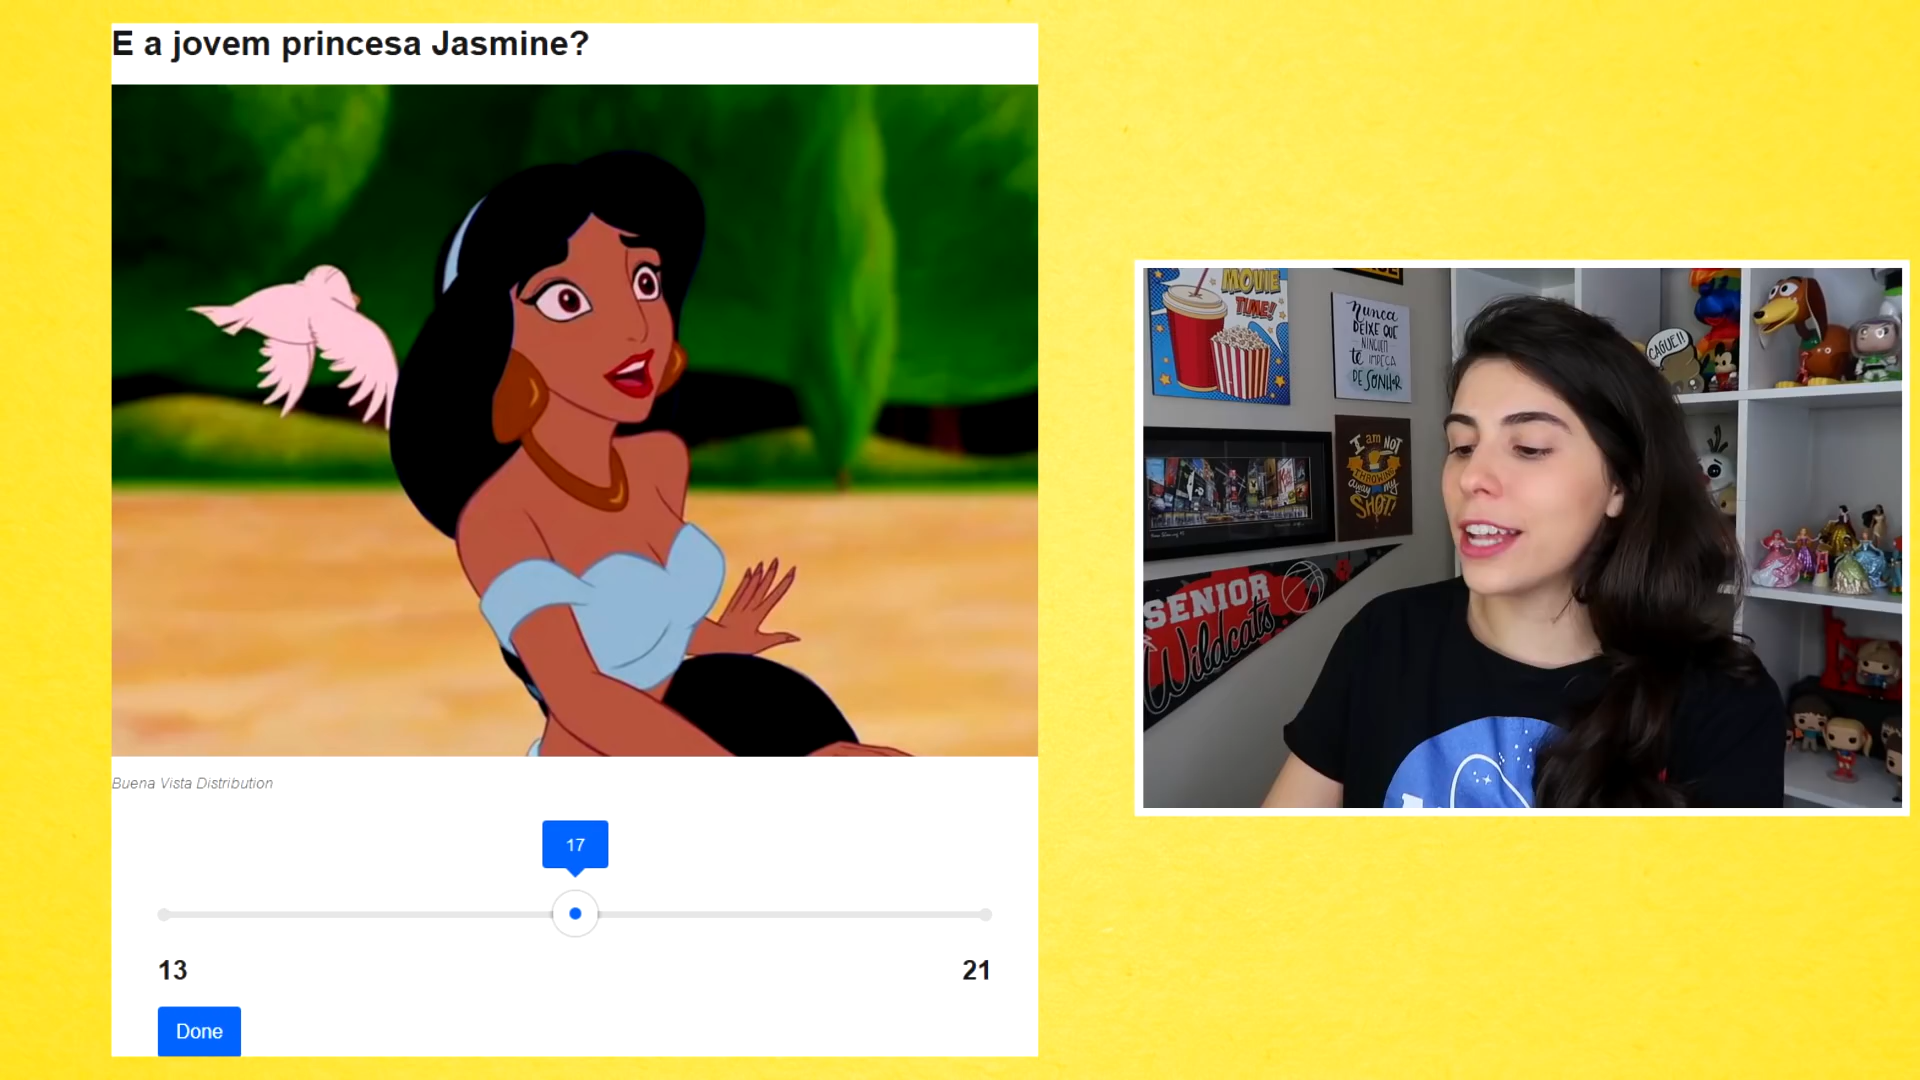 E a jovem princesa Jasmine?
Buena Vista Distribution
17
13
21
Done
MOVIE
TIME!
Nunca
DEIXE QUE
NINGUÉM
te IMPEÇA
DE SONHAR
I am NOT
THROWING
away my
SHOT!
CAGUEI!
SENIOR
Wildcats